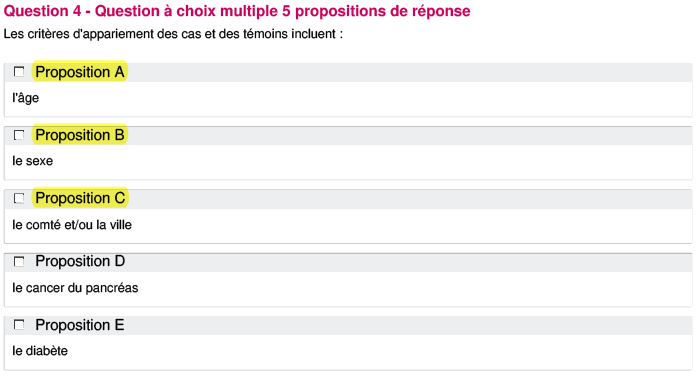 Question 4 - Question à choix multiple 5 propositions de réponse
Les critères d'appariement des cas et des témoins incluent :
Proposition A
l'âge
Proposition B
le sexe
Proposition C
le comté et/ou la ville
Proposition D
le cancer du pancréas
Proposition E
le diabète